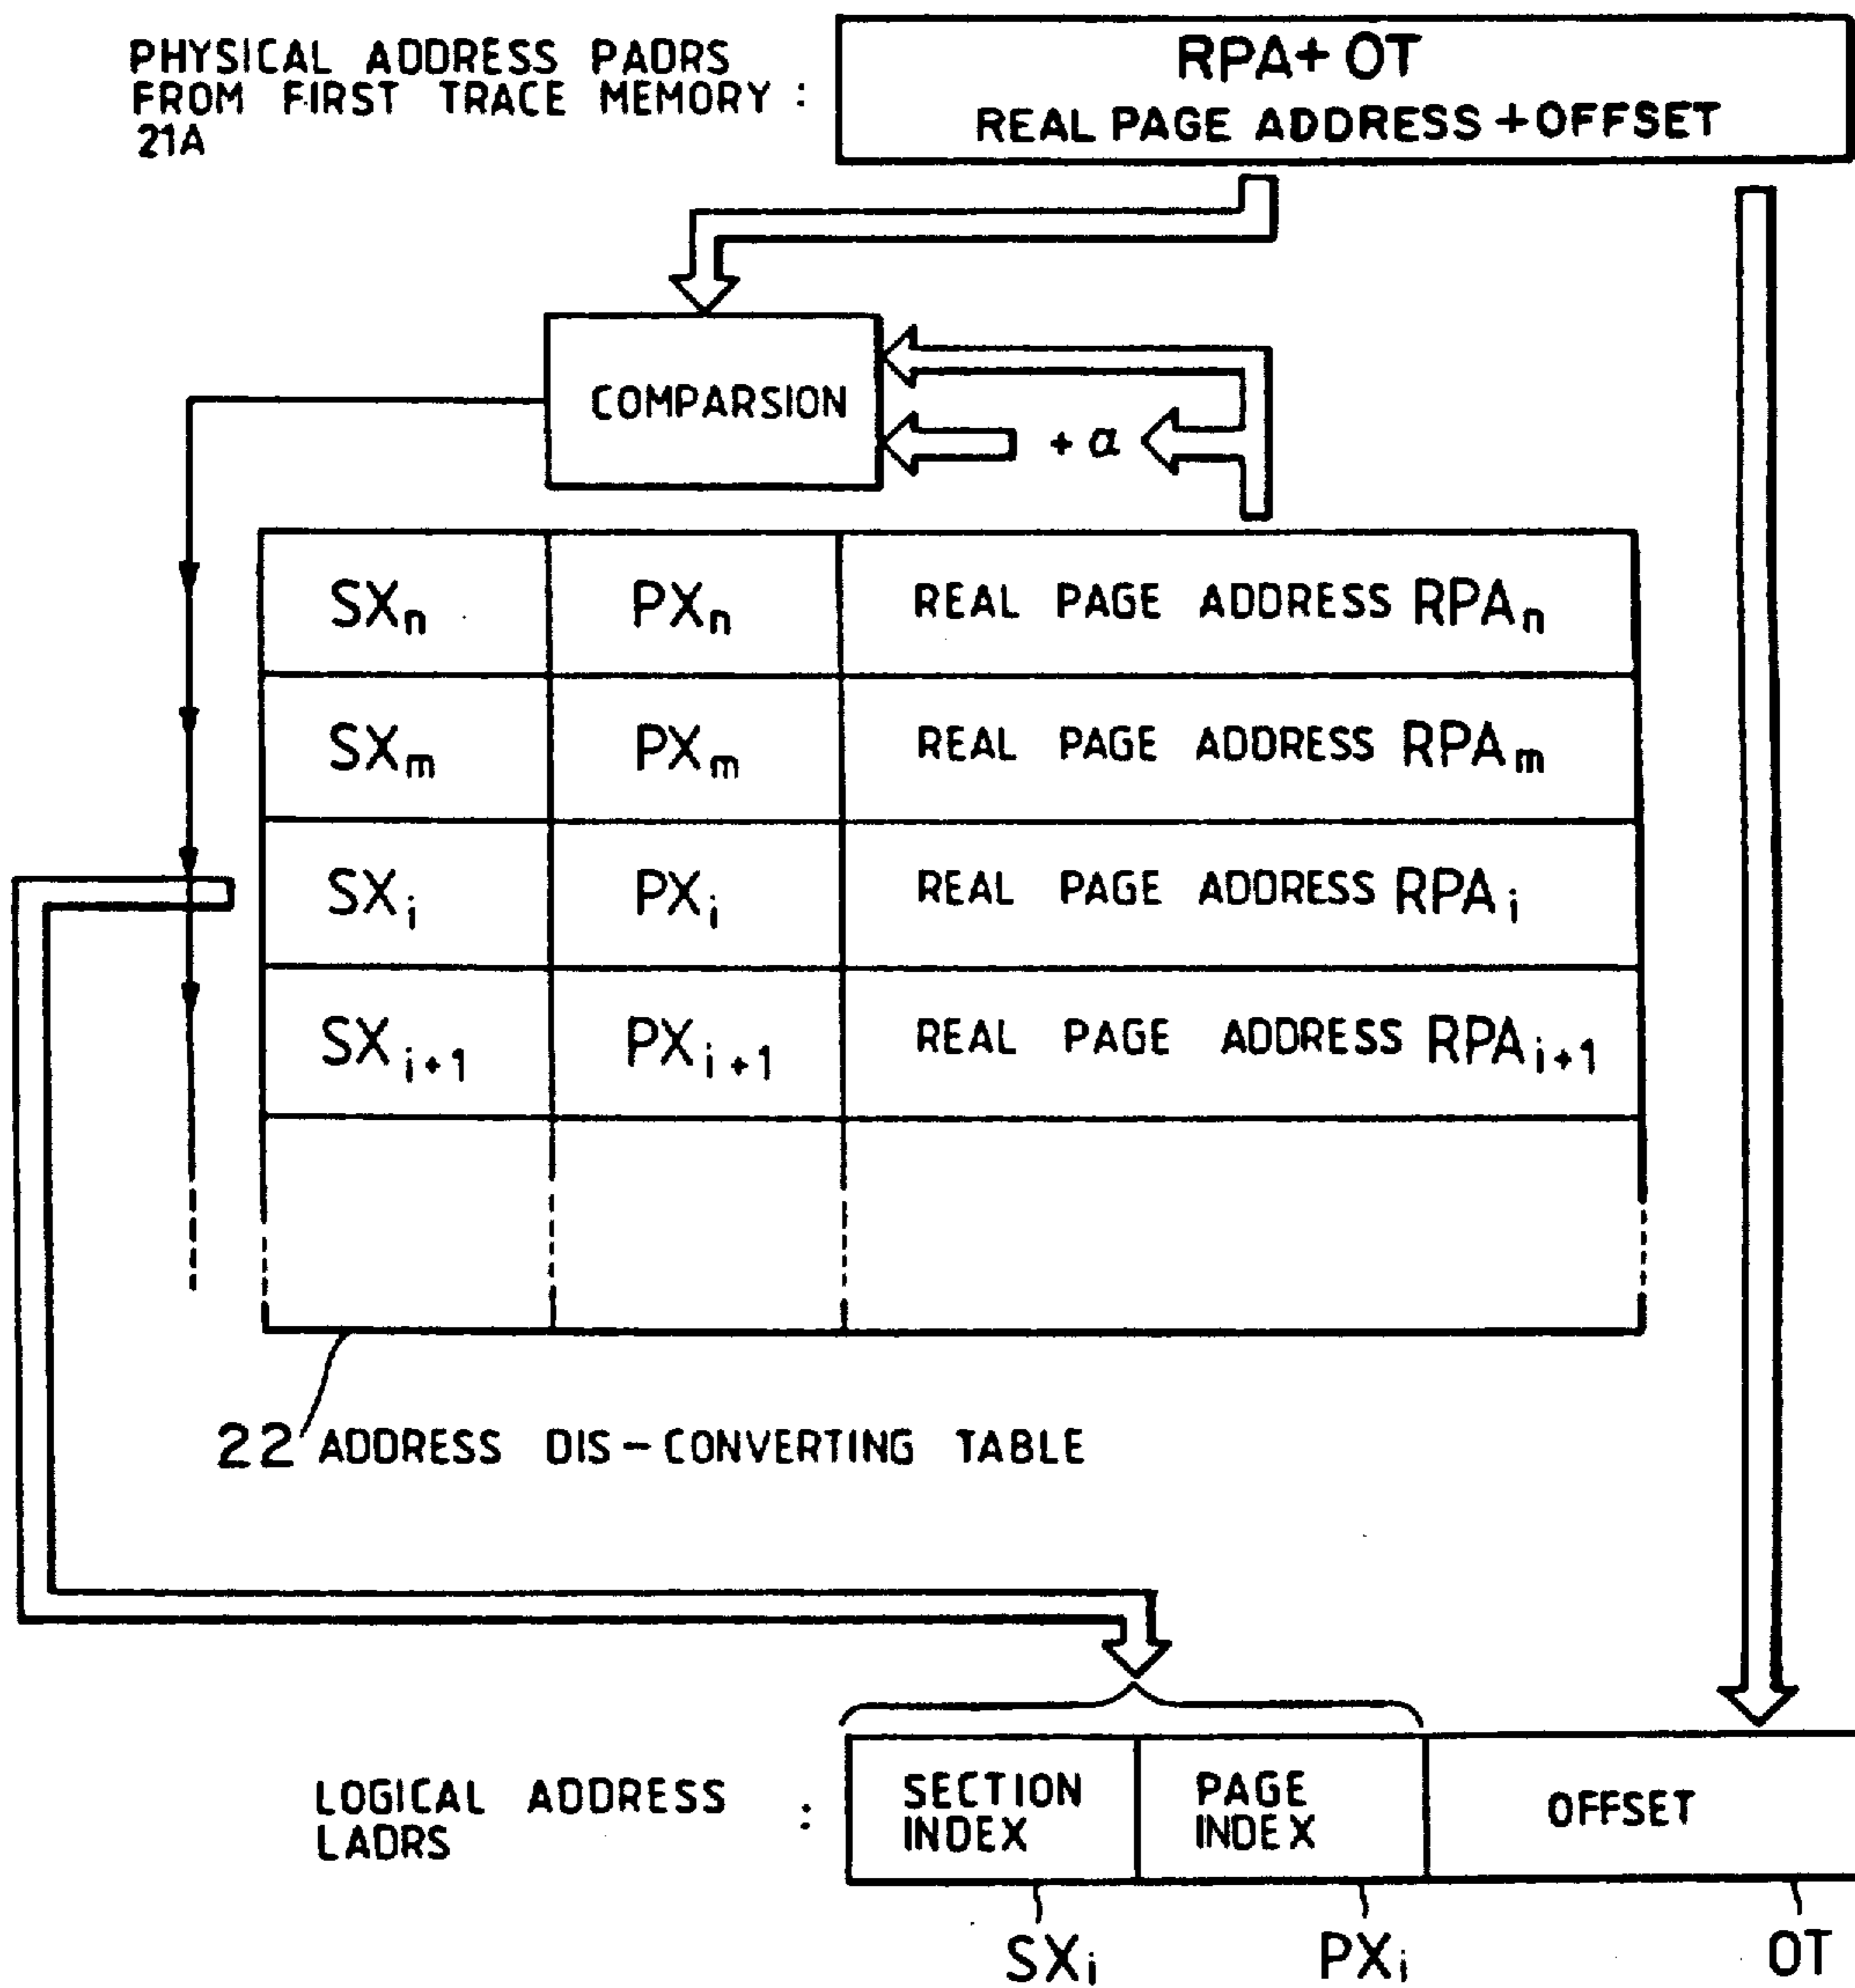 PHYSICAL ADDRESS PADRS
FROM FIRST TRACE MEMORY :
21A
RPA+ OT
REAL PAGE ADDRESS +OFFSET
COMPARSION
+ α
SXn PXn REAL PAGE ADDRESS RPAn
SXm PXm REAL PAGE ADDRESS RPAm
SXi PXi REAL PAGE ADDRESS RPAi
SXi+1 PXi+1 REAL PAGE ADDRESS RPAi+1
22 ADDRESS DIS-CONVERTING TABLE
LOGICAL ADDRESS :
LADRS
SECTION
INDEX
PAGE
INDEX
OFFSET
SXi PXi OT